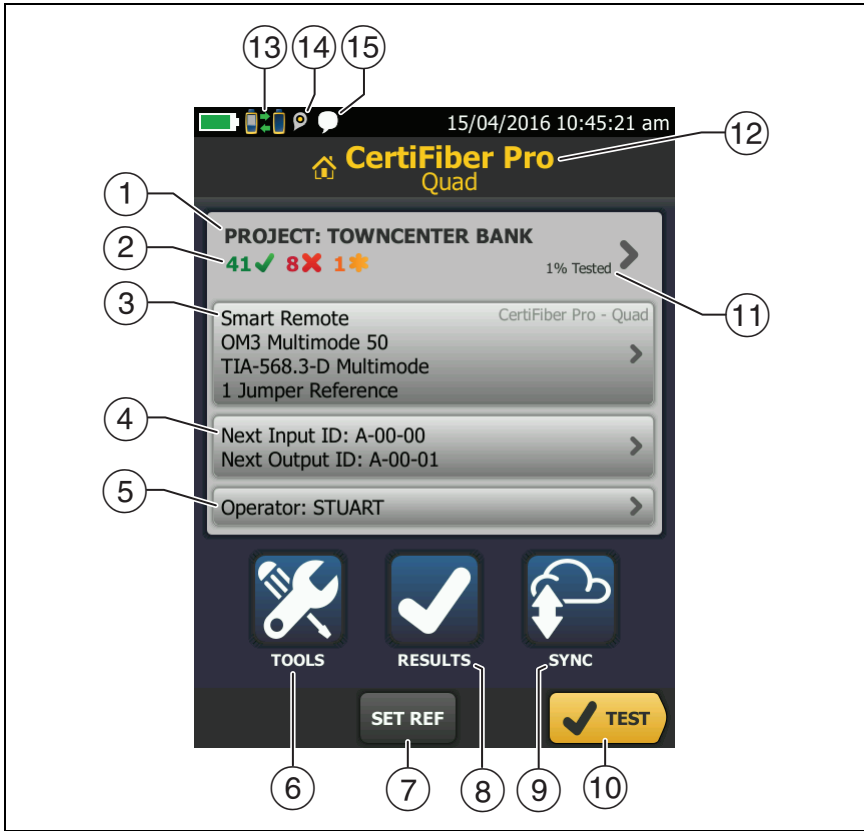 13 14 15
15/04/2016 10:45:21 am
CertiFiber Pro
12
Quad
1
PROJECT: TOWNCENTER BANK
2
41 8 1
1% Tested
3
Smart Remote
CertiFiber Pro - Quad
11
OM3 Multimode 50
TIA-568.3-D Multimode
1 Jumper Reference
4
Next Input ID: A-00-00
Next Output ID: A-00-01
5
Operator: STUART
TOOLS RESULTS SYNC
SET REF TEST
6 7 8 9 10